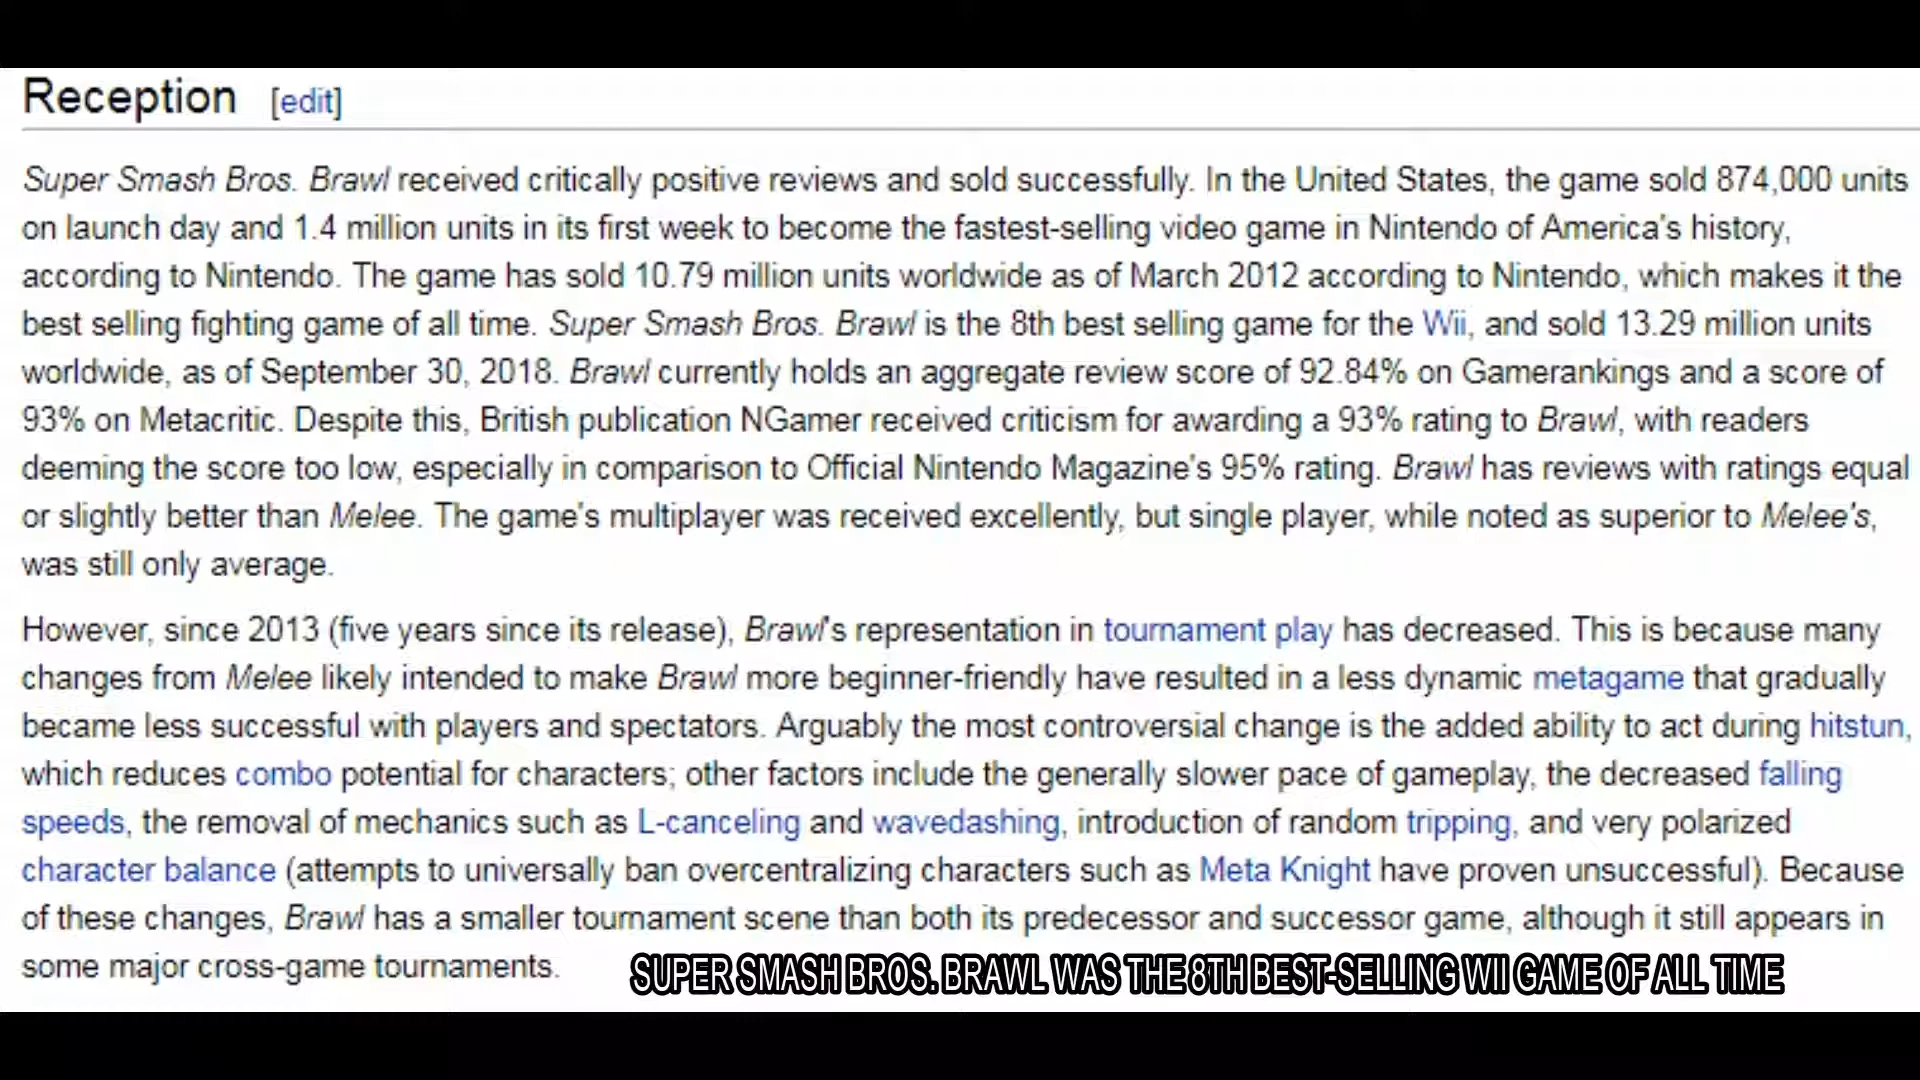 Reception [edit]
Super Smash Bros. Brawl received critically positive reviews and sold successfully. In the United States, the game sold 874,000 units
on launch day and 1.4 million units in its first week to become the fastest-selling video game in Nintendo of America's history,
according to Nintendo. The game has sold 10.79 million units worldwide as of March 2012 according to Nintendo, which makes it the
best selling fighting game of all time. Super Smash Bros. Brawl is the 8th best selling game for the Wii, and sold 13.29 million units
worldwide, as of September 30, 2018. Brawl currently holds an aggregate review score of 92.84% on Gamerankings and a score of
93% on Metacritic. Despite this, British publication NGamer received criticism for awarding a 93% rating to Brawl, with readers
deeming the score too low, especially in comparison to Official Nintendo Magazine's 95% rating. Brawl has reviews with ratings equal
or slightly better than Melee. The game's multiplayer was received excellently, but single player, while noted as superior to Melee's,
was still only average.
However, since 2013 (five years since its release), Brawl's representation in tournament play has decreased. This is because many
changes from Melee likely intended to make Brawl more beginner-friendly have resulted in a less dynamic metagame that gradually
became less successful with players and spectators. Arguably the most controversial change is the added ability to act during hitstun,
which reduces combo potential for characters; other factors include the generally slower pace of gameplay, the decreased falling
speeds, the removal of mechanics such as L-canceling and wavedashing, introduction of random tripping, and very polarized
character balance (attempts to universally ban overcentralizing characters such as Meta Knight have proven unsuccessful). Because
of these changes, Brawl has a smaller tournament scene than both its predecessor and successor game, although it still appears in
some major cross-game tournaments.
SUPER SMASH BROS. BRAWL WAS THE 8TH BEST-SELLING WII GAME OF ALL TIME